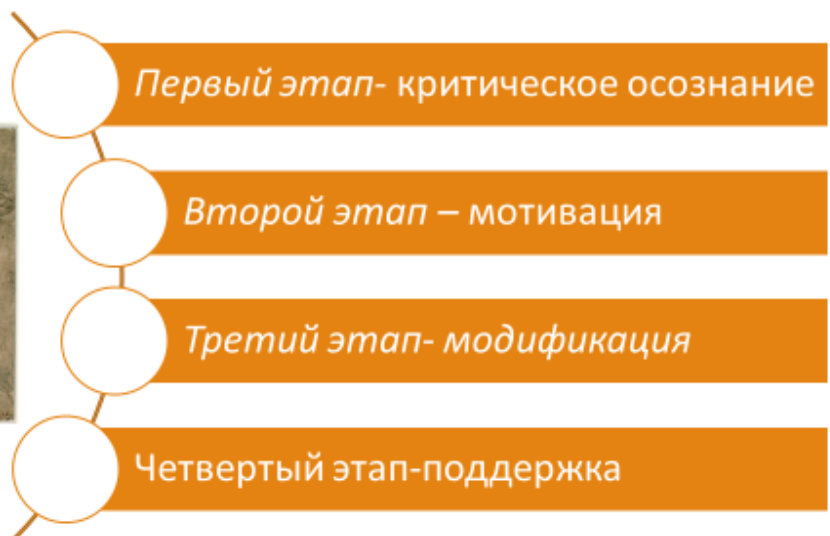 Первый этап- критическое осознание
Второй этап – мотивация
Третий этап- модификация
Четвертый этап-поддержка